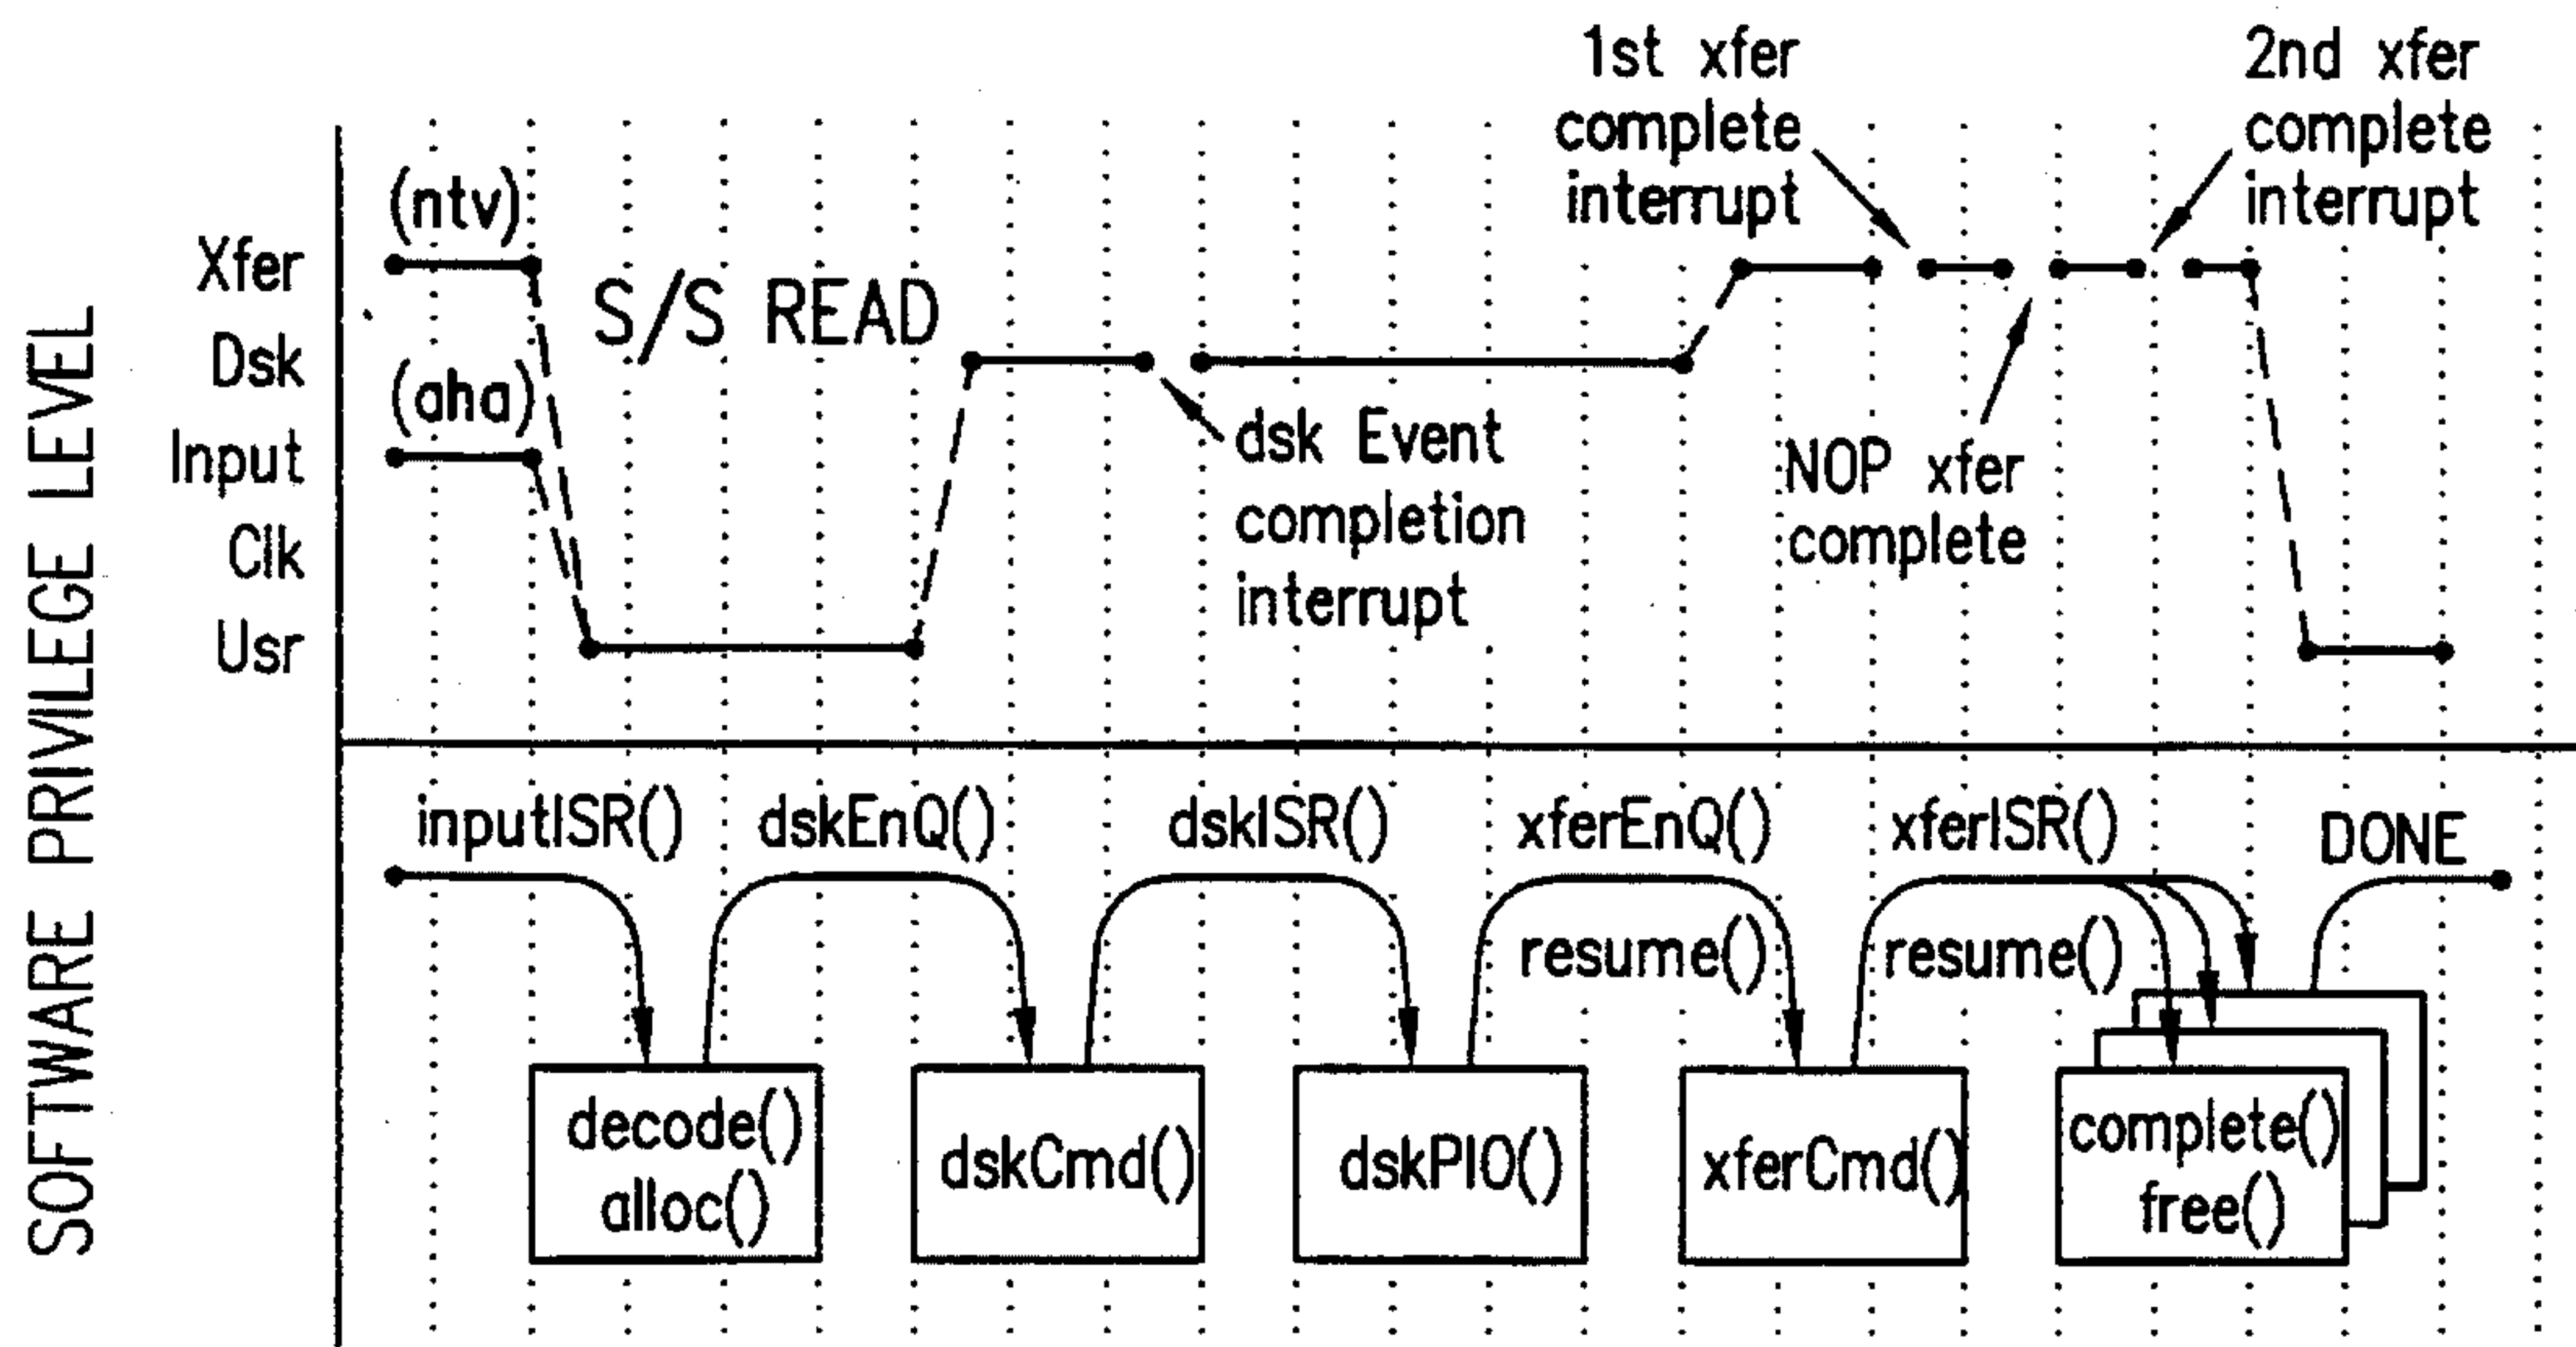 SOFTWARE PRIVILEGE LEVEL
Xfer
Dsk
Input
Clk
Usr
(ntv)
(aha)
S/S READ
1st xfer
complete
interrupt
2nd xfer
complete
interrupt
dsk Event
completion
interrupt
NOP xfer
complete
inputISR()
dskEnQ()
dskISR()
xferEnQ()
xferISR()
DONE
resume()
resume()
decode()
alloc()
dskCmd()
dskPIO()
xferCmd()
complete()
free()